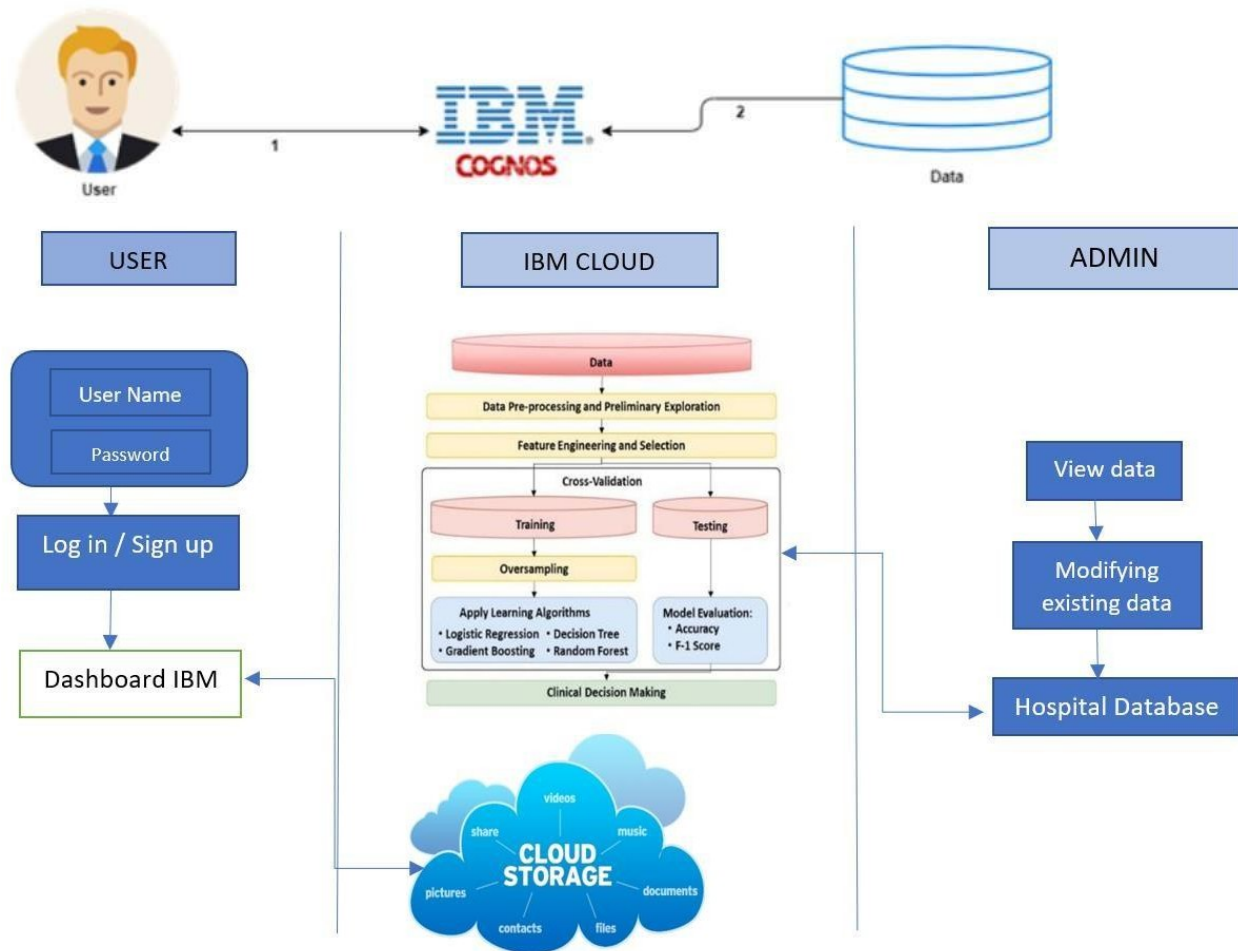 1
2
IBM®
COGNOS
User
Data
USER
IBM CLOUD
ADMIN
User Name
Password
Log in / Sign up
Dashboard IBM
Data
Data Pre-processing and Preliminary Exploration
Feature Engineering and Selection
Cross-Validation
Training
Testing
Oversampling
Apply Learning Algorithms
• Logistic Regression • Decision Tree
• Gradient Boosting • Random Forest
Model Evaluation:
• Accuracy
• F-1 Score
Clinical Decision Making
videos
share
music
CLOUD
STORAGE
pictures
documents
contacts
files
View data
Modifying
existing data
Hospital Database